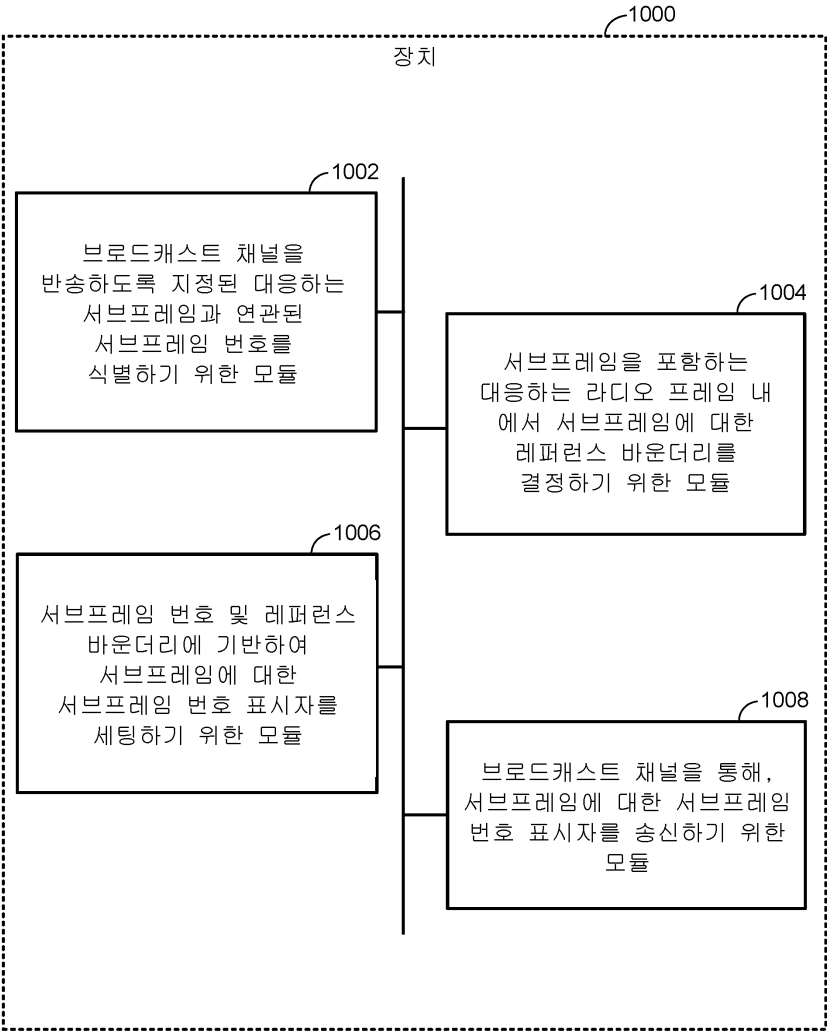 1000
장치
1002
브로드캐스트 채널을
반송하도록 지정된 대응하는
서브프레임과 연관된
서브프레임 번호를
식별하기 위한 모듈
1004
서브프레임을 포함하는
대응하는 라디오 프레임 내
에서 서브프레임에 대한
레퍼런스 바운더리를
결정하기 위한 모듈
1006
서브프레임 번호 및 레퍼런스
바운더리에 기반하여
서브프레임에 대한
서브프레임 번호 표시자를
세팅하기 위한 모듈
1008
브로드캐스트 채널을 통해,
서브프레임에 대한 서브프레임
번호 표시자를 송신하기 위한
모듈